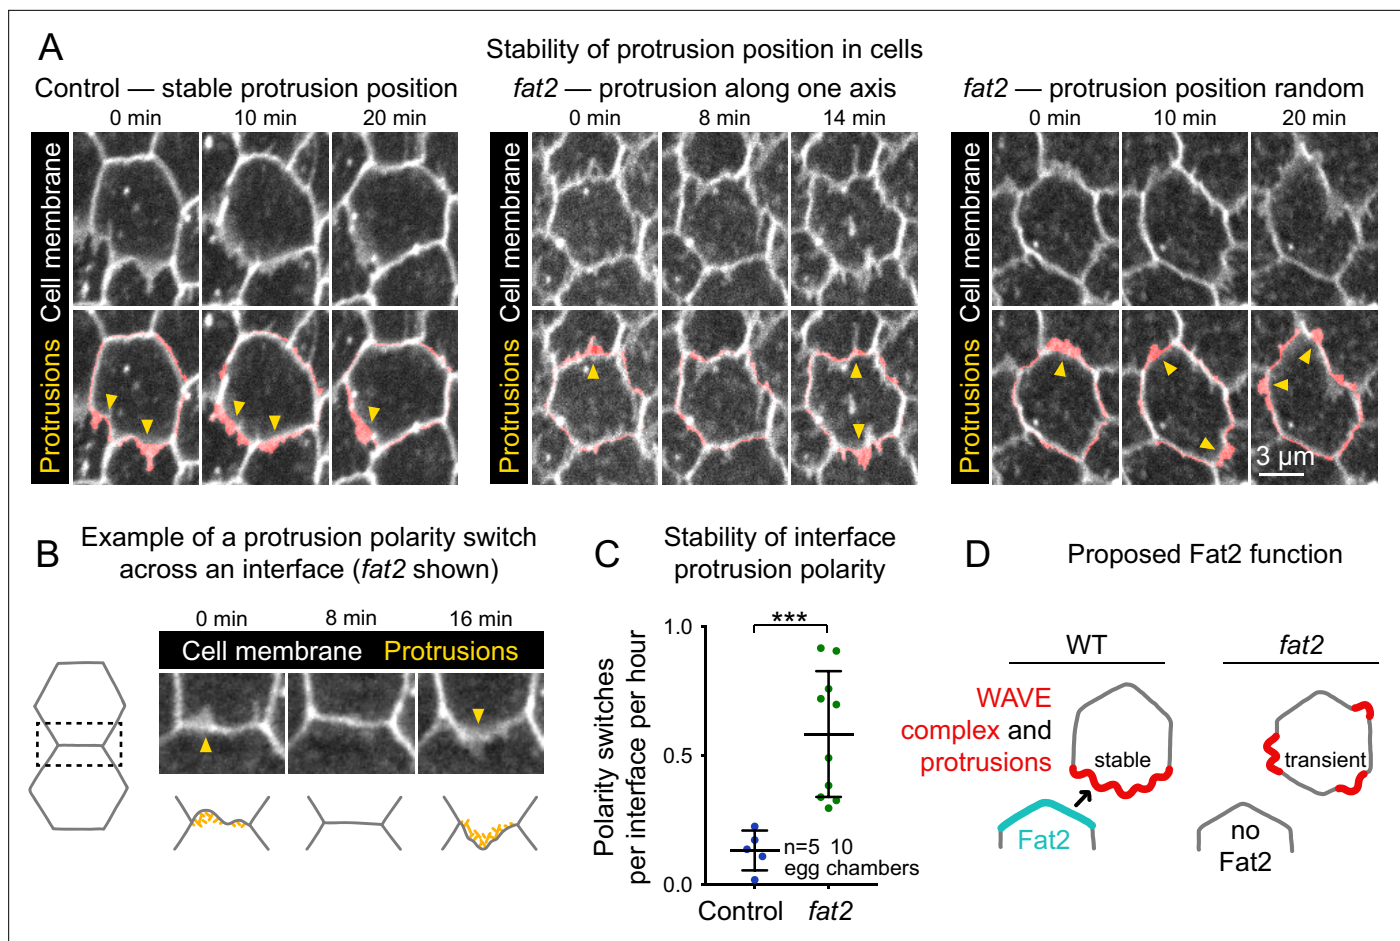 A
Stability of protrusion position in cells
Control — stable protrusion position
0 min 10 min 20 min
Cell membrane
Protrusions
fat2 — protrusion along one axis
0 min 8 min 14 min
Cell membrane
Protrusions
fat2 — protrusion position random
0 min 10 min 20 min
Cell membrane
Protrusions
3 µm
B
Example of a protrusion polarity switch
across an interface (fat2 shown)
0 min 8 min 16 min
Cell membrane Protrusions
C
Stability of interface
protrusion polarity
Polarity switches
per interface per hour
1.0
0.5
0.0
***
n=5 10
egg chambers
Control fat2
D
Proposed Fat2 function
WT
WAVE
complex and
protrusions
stable
Fat2
fat2
transient
no
Fat2